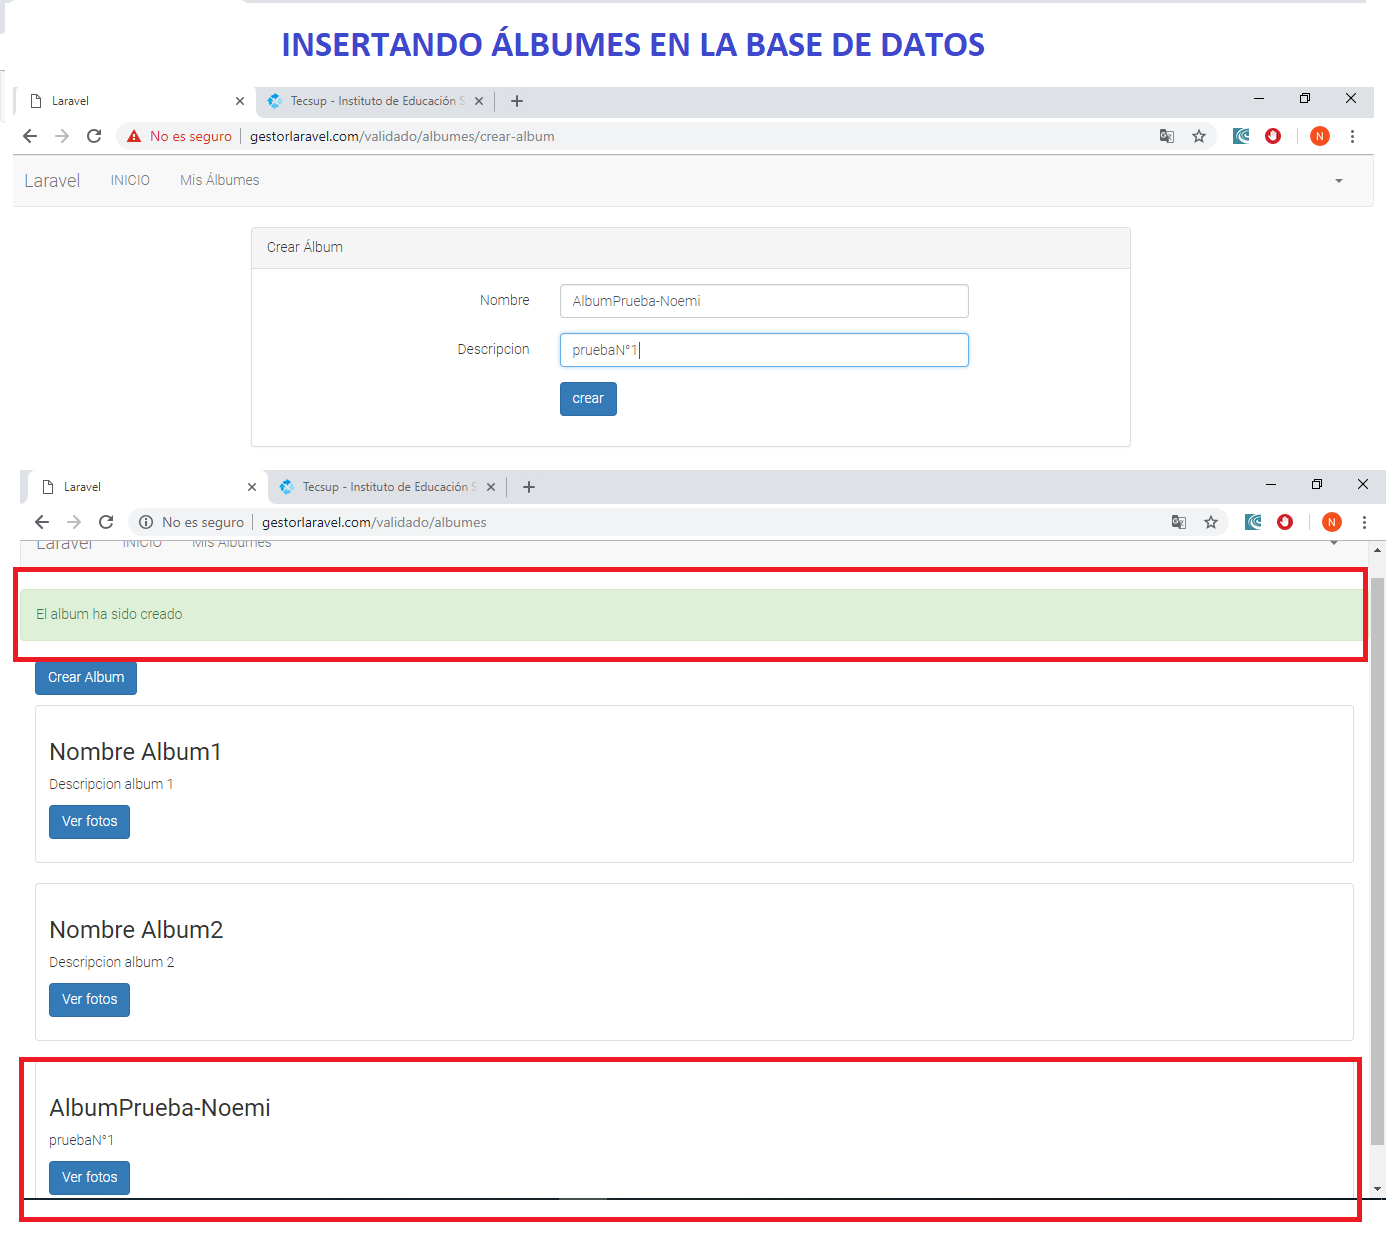 INSERTANDO ÁLBUMES EN LA BASE DE DATOS
Laravel
Tecsup - Instituto de Educación S
No es seguro
gestorlaravel.com/validado/albumes/crear-album
N
Laravel INICIO Mis Álbumes
Crear Álbum
Nombre AlbumPrueba-Noemi
Descripcion pruebaN°1
crear
Laravel
Tecsup - Instituto de Educación S
No es seguro
gestorlaravel.com/validado/albumes
N
Laravel INICIO Mis Álbumes
El album ha sido creado
Crear Album
Nombre Album1
Descripcion album 1
Ver fotos
Nombre Album2
Descripcion album 2
Ver fotos
AlbumPrueba-Noemi
pruebaN°1
Ver fotos